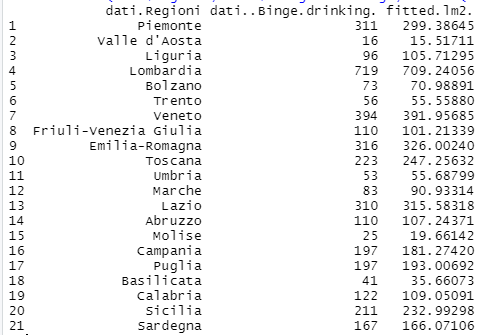 dati.Regioni dati..Binge.drinking. fitted.lm2.
1 Piemonte 311 299.38645
2 Valle d'Aosta 16 15.51711
3 Liguria 96 105.71295
4 Lombardia 719 709.24056
5 Bolzano 73 70.98891
6 Trento 56 55.55880
7 Veneto 394 391.95685
8 Friuli-Venezia Giulia 110 101.21339
9 Emilia-Romagna 316 326.00240
10 Toscana 223 247.25632
11 Umbria 53 55.68799
12 Marche 83 90.93314
13 Lazio 310 315.58318
14 Abruzzo 110 107.24371
15 Molise 25 19.66142
16 Campania 197 181.27420
17 Puglia 197 193.00692
18 Basilicata 41 35.66073
19 Calabria 122 109.05091
20 Sicilia 211 232.99298
21 Sardegna 167 166.07106